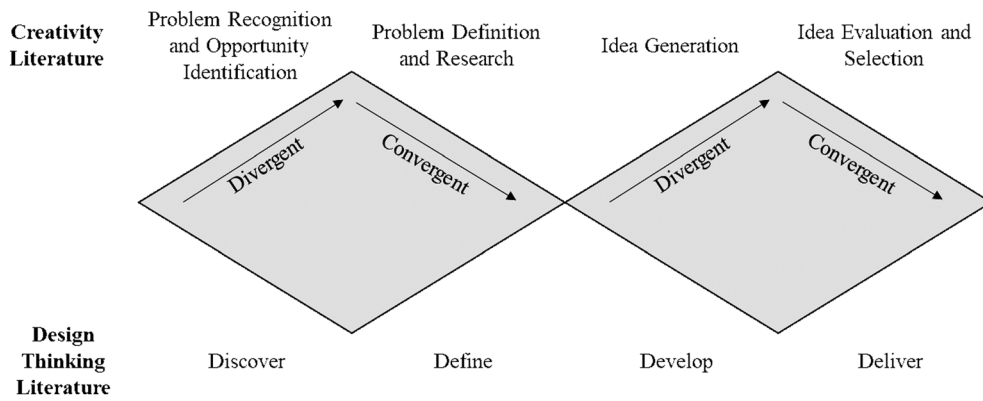 Creativity
Literature
Problem Recognition
and Opportunity
Identification
Problem Definition
and Research
Idea Generation
Idea Evaluation and
Selection
Divergent
Convergent
Divergent
Convergent
Design
Thinking
Literature
Discover
Define
Develop
Deliver